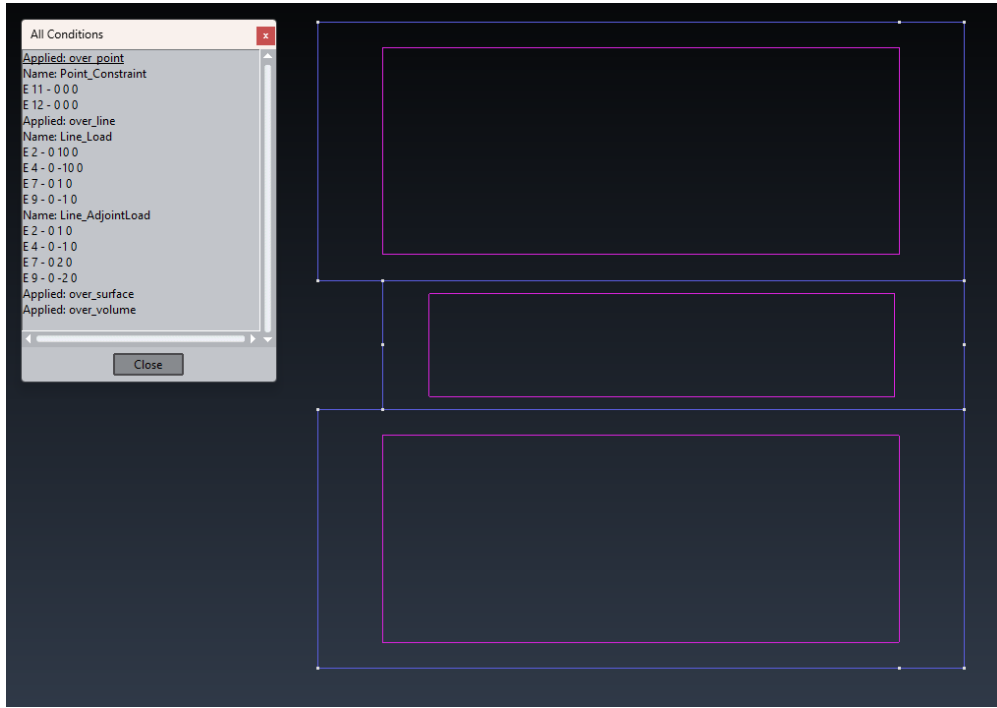 All Conditions
x
Applied: over_point
Name: Point_Constraint
E 11 - 0 0 0
E 12 - 0 0 0
Applied: over_line
Name: Line_Load
E 2 - 0 10 0
E 4 - 0 -10 0
E 7 - 0 1 0
E 9 - 0 -1 0
Name: Line_AdjointLoad
E 2 - 0 1 0
E 4 - 0 -1 0
E 7 - 0 2 0
E 9 - 0 -2 0
Applied: over_surface
Applied: over_volume
Close